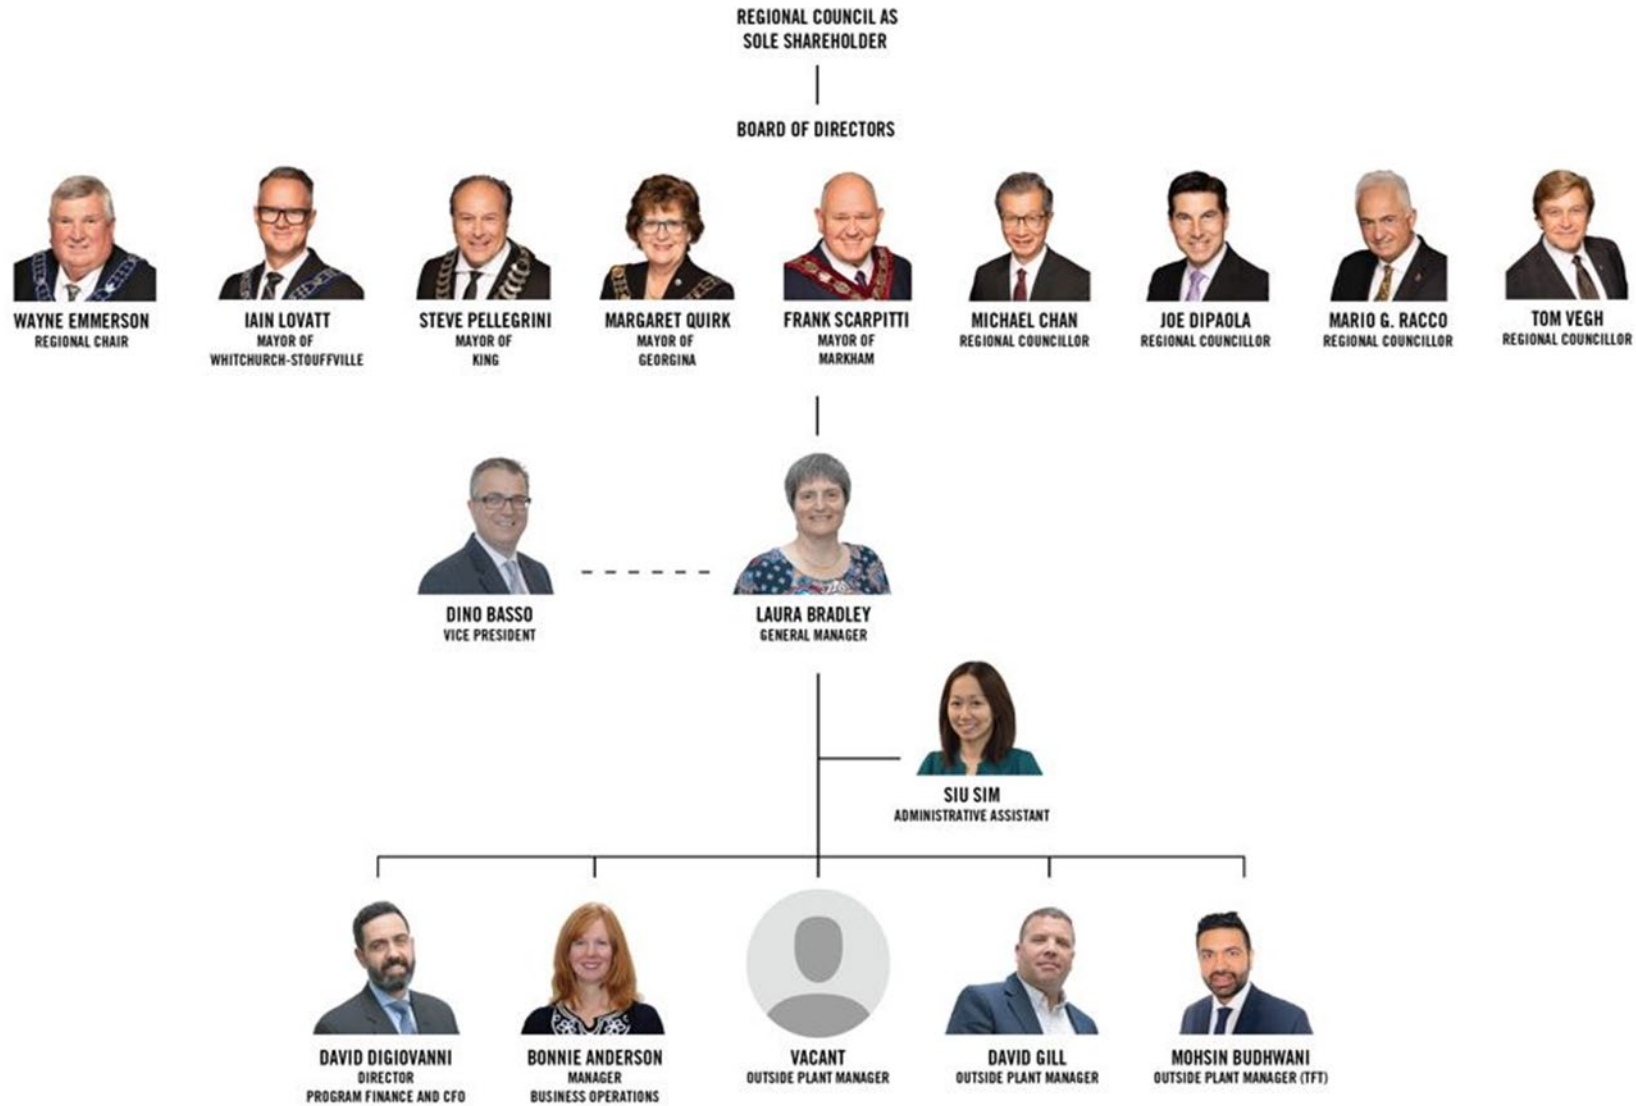 REGIONAL COUNCIL AS
SOLE SHAREHOLDER
BOARD OF DIRECTORS
WAYNE EMMERSON
REGIONAL CHAIR
IAIN LOVATT
MAYOR OF
WHITCHURCH-STOUFFVILLE
STEVE PELLEGRINI
MAYOR OF
KING
MARGARET QUIRK
MAYOR OF
GEORGINA
FRANK SCARPITTI
MAYOR OF
MARKHAM
MICHAEL CHAN
REGIONAL COUNCILLOR
JOE DIPAOLA
REGIONAL COUNCILLOR
MARIO G. RACCO
REGIONAL COUNCILLOR
TOM VEGH
REGIONAL COUNCILLOR
DINO BASSO
VICE PRESIDENT
LAURA BRADLEY
GENERAL MANAGER
SIU SIM
ADMINISTRATIVE ASSISTANT
DAVID DIGIOVANNI
DIRECTOR
PROGRAM FINANCE AND CFO
BONNIE ANDERSON
MANAGER
BUSINESS OPERATIONS
VACANT
OUTSIDE PLANT MANAGER
DAVID GILL
OUTSIDE PLANT MANAGER
MOHSIN BUDHWANI
OUTSIDE PLANT MANAGER (TFT)